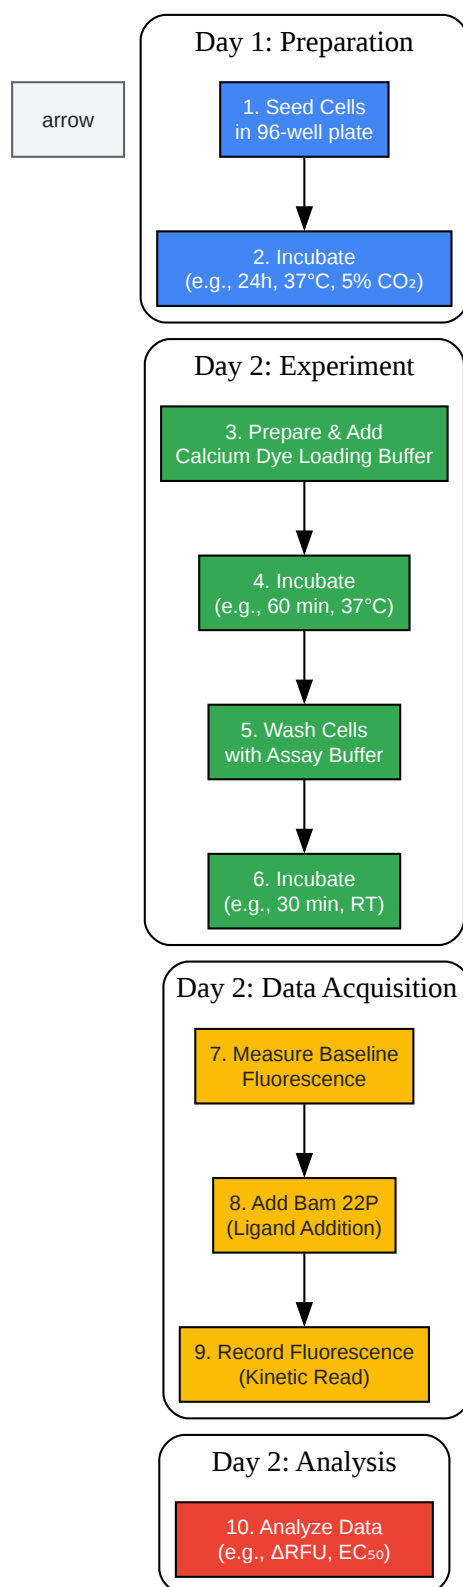 Day 1: Preparation
arrow
1. Seed Cells
in 96-well plate
2. Incubate
(e.g., 24h, 37°C, 5% CO₂)
Day 2: Experiment
3. Prepare & Add
Calcium Dye Loading Buffer
4. Incubate
(e.g., 60 min, 37°C)
5. Wash Cells
with Assay Buffer
6. Incubate
(e.g., 30 min, RT)
Day 2: Data Acquisition
7. Measure Baseline
Fluorescence
8. Add Bam 22P
(Ligand Addition)
9. Record Fluorescence
(Kinetic Read)
Day 2: Analysis
10. Analyze Data
(e.g., ΔRFU, EC₅₀)